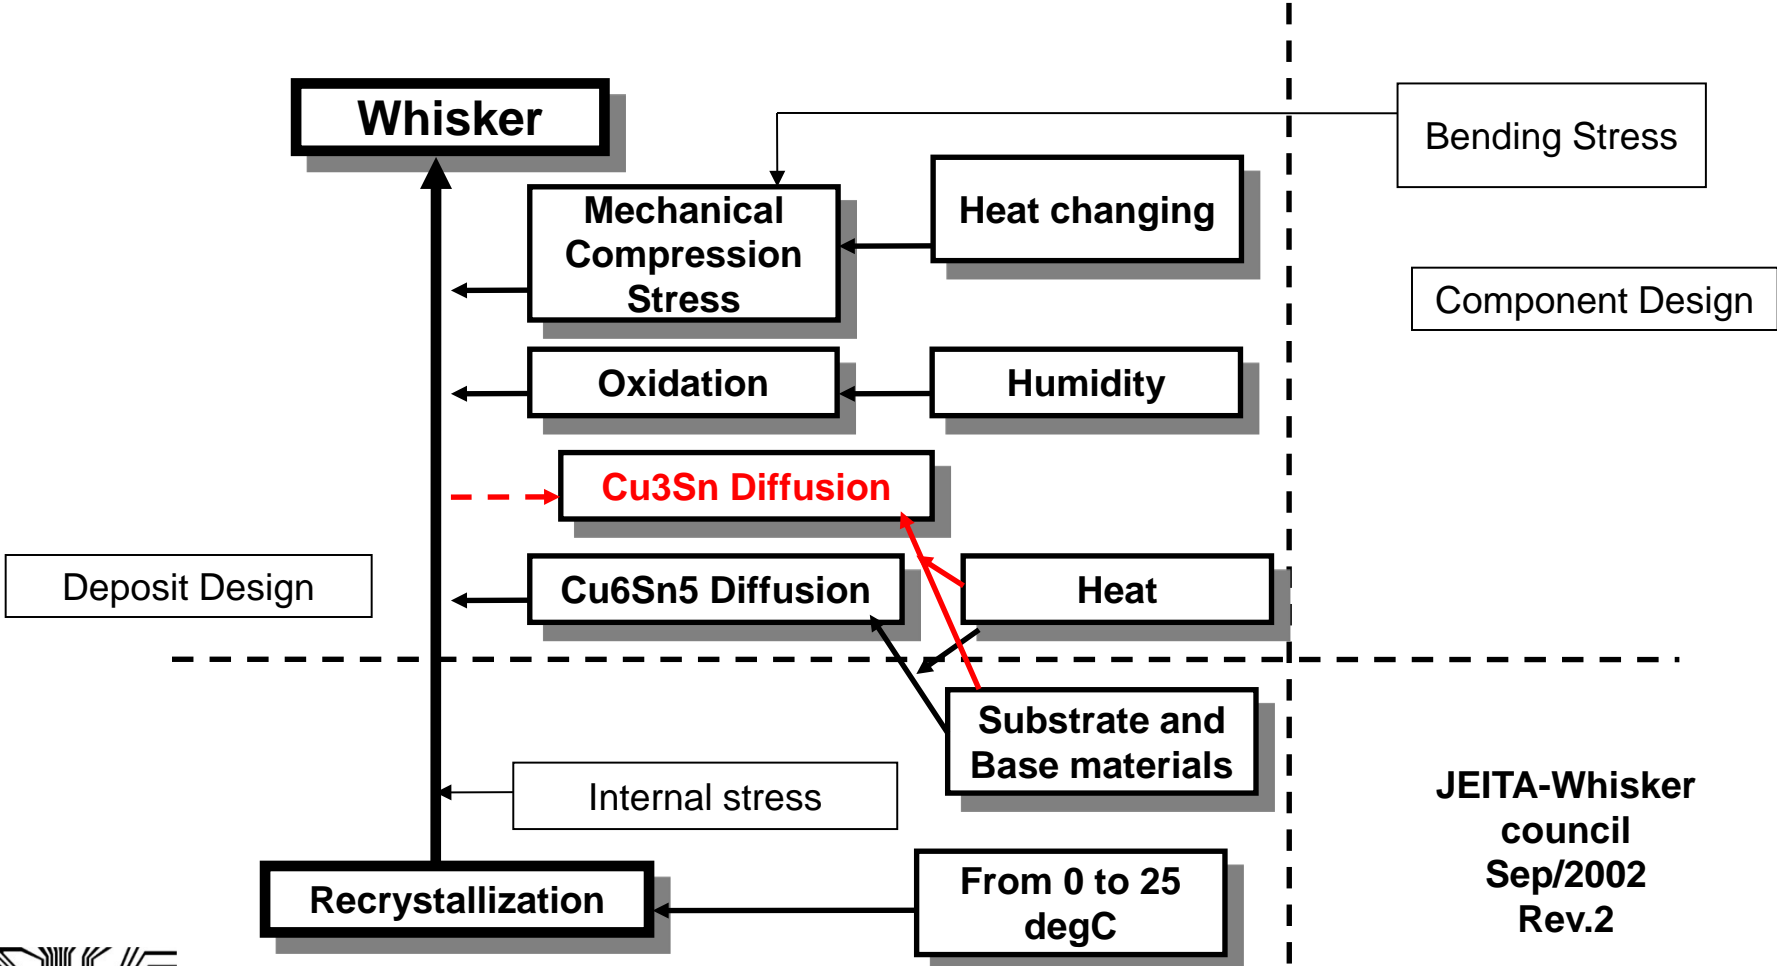 Whisker
Bending Stress
Mechanical
Compression
Stress
Heat changing
Component Design
Oxidation
Humidity
Cu3Sn Diffusion
Deposit Design
Cu6Sn5 Diffusion
Heat
Substrate and
Base materials
Internal stress
JEITA-Whisker
council
Sep/2002
Rev.2
Recrystallization
From 0 to 25
degC